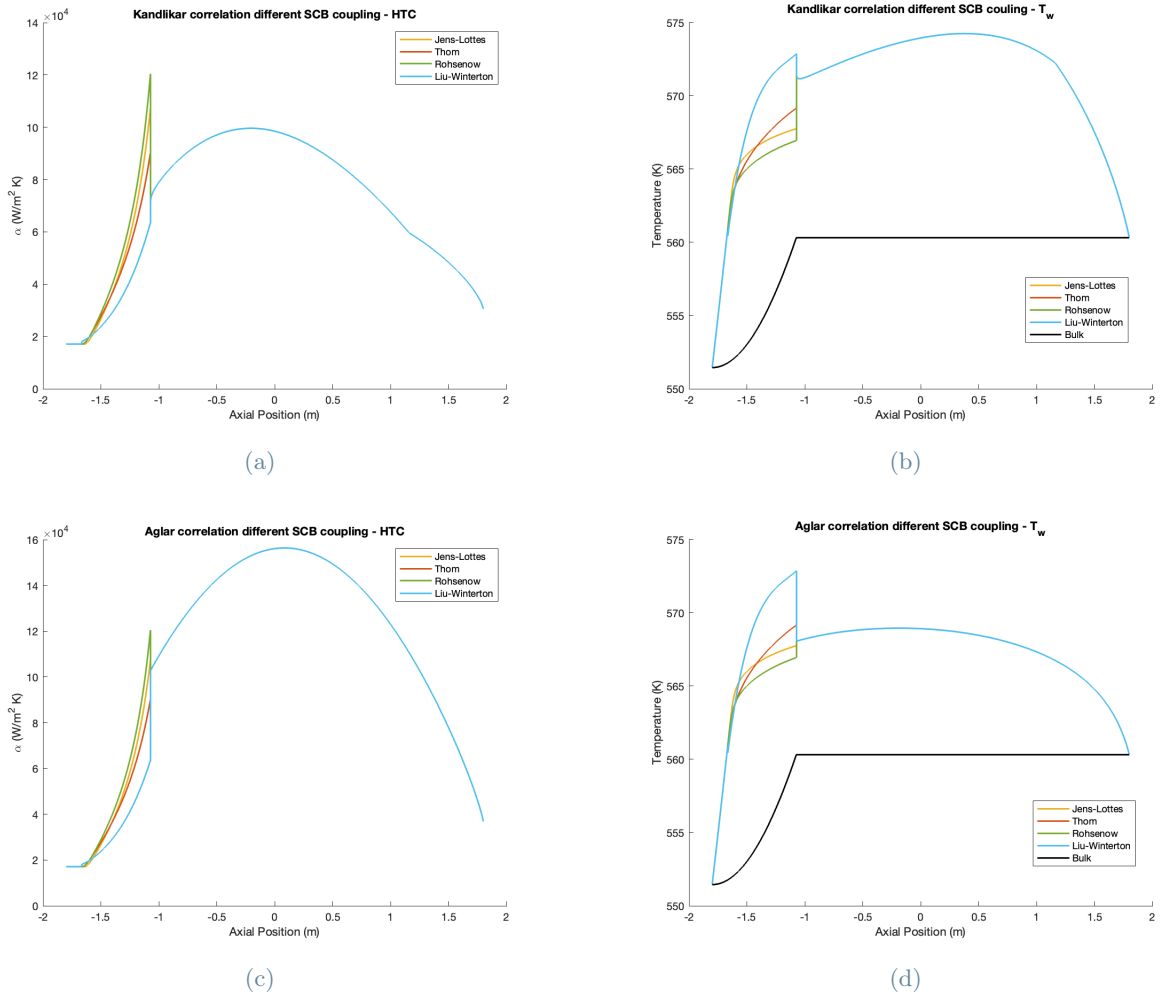 Kandlikar correlation different SCB coupling - HTC
×10⁴
14
12
10
8
6
4
2
0
α (W/m² K)
-2 -1.5 -1 -0.5 0 0.5 1 1.5 2
Axial Position (m)
Jens-Lottes
Thom
Rohsenow
Liu-Winterton
(a)
Kandlikar correlation different SCB couling - T_w
575
570
565
560
555
550
Temperature (K)
-2 -1.5 -1 -0.5 0 0.5 1 1.5 2
Axial Position (m)
Jens-Lottes
Thom
Rohsenow
Liu-Winterton
Bulk
(b)
Aglar correlation different SCB coupling - HTC
×10⁴
16
14
12
10
8
6
4
2
0
α (W/m² K)
-2 -1.5 -1 -0.5 0 0.5 1 1.5 2
Axial Position (m)
Jens-Lottes
Thom
Rohsenow
Liu-Winterton
(c)
Aglar correlation different SCB coupling - T_w
575
570
565
560
555
550
Temperature (K)
-2 -1.5 -1 -0.5 0 0.5 1 1.5 2
Axial Position (m)
Jens-Lottes
Thom
Rohsenow
Liu-Winterton
Bulk
(d)